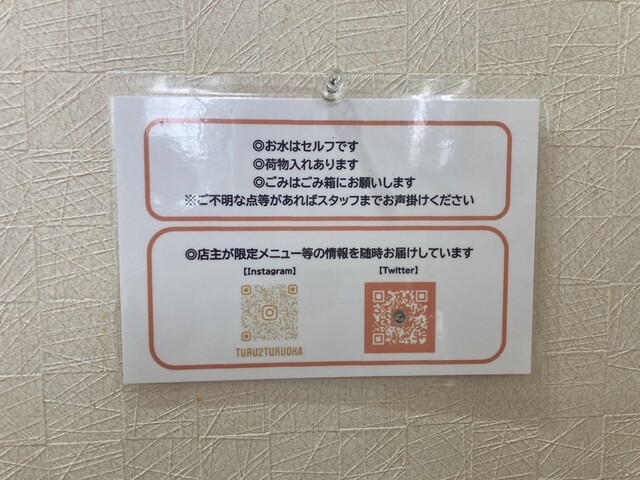 ◎お水はセルフです
◎荷物入れあります
◎ごみはごみ箱にお願いします
※ご不明な点等があればスタッフまでお声掛けください
◎店主が限定メニュー等の情報を随時お届けしています
【Instagram】 【Twitter】
TURU2TURUOKA